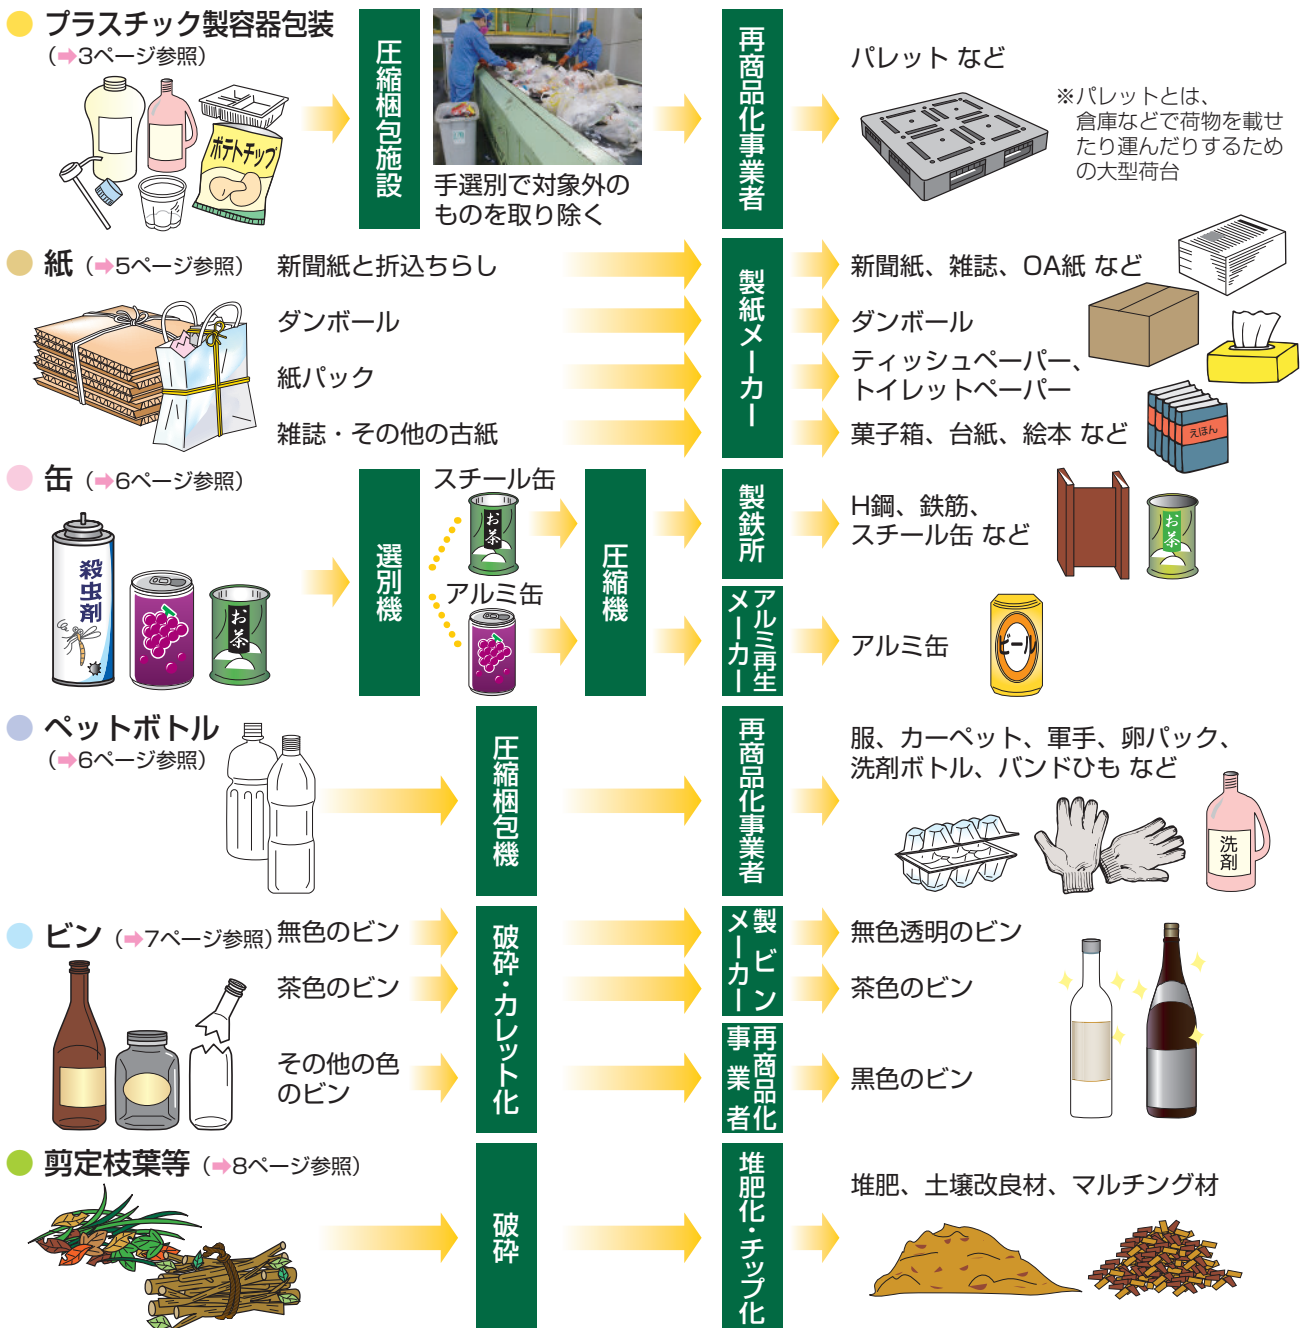 プラスチック製容器包装
(➡3ページ参照)
ポテトチップ
圧縮梱包施設
手選別で対象外の
ものを取り除く
再商品化事業者
パレット など
※パレットとは、
倉庫などで荷物を載せ
たり運んだりするため
の大型荷台
紙 (➡5ページ参照)
新聞紙と折込ちらし
ダンボール
紙パック
雑誌・その他の古紙
製紙メーカー
新聞紙、雑誌、OA紙 など
ダンボール
ティッシュペーパー、
トイレットペーパー
菓子箱、台紙、絵本 など
えほん
缶 (➡6ページ参照)
殺虫剤
お茶
選別機
スチール缶
お茶
アルミ缶
圧縮機
製鉄所
H鋼、鉄筋、
スチール缶 など
お茶
アルミ再生
メーカー
アルミ缶
ビール
ペットボトル
(➡6ページ参照)
圧縮梱包機
再商品化事業者
服、カーペット、軍手、卵パック、
洗剤ボトル、バンドひも など
洗剤
ビン (➡7ページ参照)
無色のビン
茶色のビン
その他の色
のビン
破砕・カレット化
製ビン
メーカー
再商品化
事業者
無色透明のビン
茶色のビン
黒色のビン
剪定枝葉等 (➡8ページ参照)
破砕
堆肥化・チップ化
堆肥、土壌改良材、マルチング材